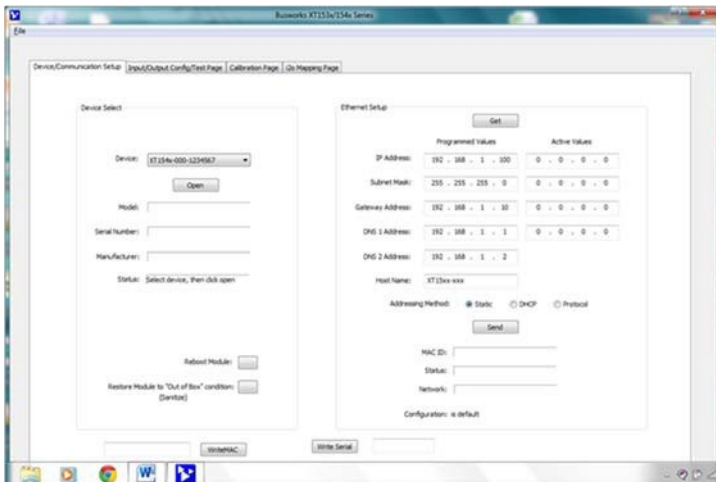 Busworks XT153x/154x Series
File
Device/Communication Setup
Input/Output Config/Test Page
Calibration Page
i2o Mapping Page
Device Select
Device: XT154x-000-1234567
Open
Model:
Serial Number:
Manufacturer:
Status: Select device, then click open
Reboot Module:
Restore Module to "Out of Box" condition:
(Sanitize)
WriteMAC
Write Serial
Ethernet Setup
Get
Programmed Values Active Values
IP Address: 192 . 168 . 1 . 100 0 . 0 . 0 . 0
Subnet Mask: 255 . 255 . 255 . 0 0 . 0 . 0 . 0
Gateway Address: 192 . 168 . 1 . 10 0 . 0 . 0 . 0
DNS 1 Address: 192 . 168 . 1 . 1 0 . 0 . 0 . 0
DNS 2 Address: 192 . 168 . 1 . 2
Host Name: XT15xx-xxx
Addressing Method: Static DHCP Protocol
Send
MAC ID:
Status:
Network:
Configuration: is default